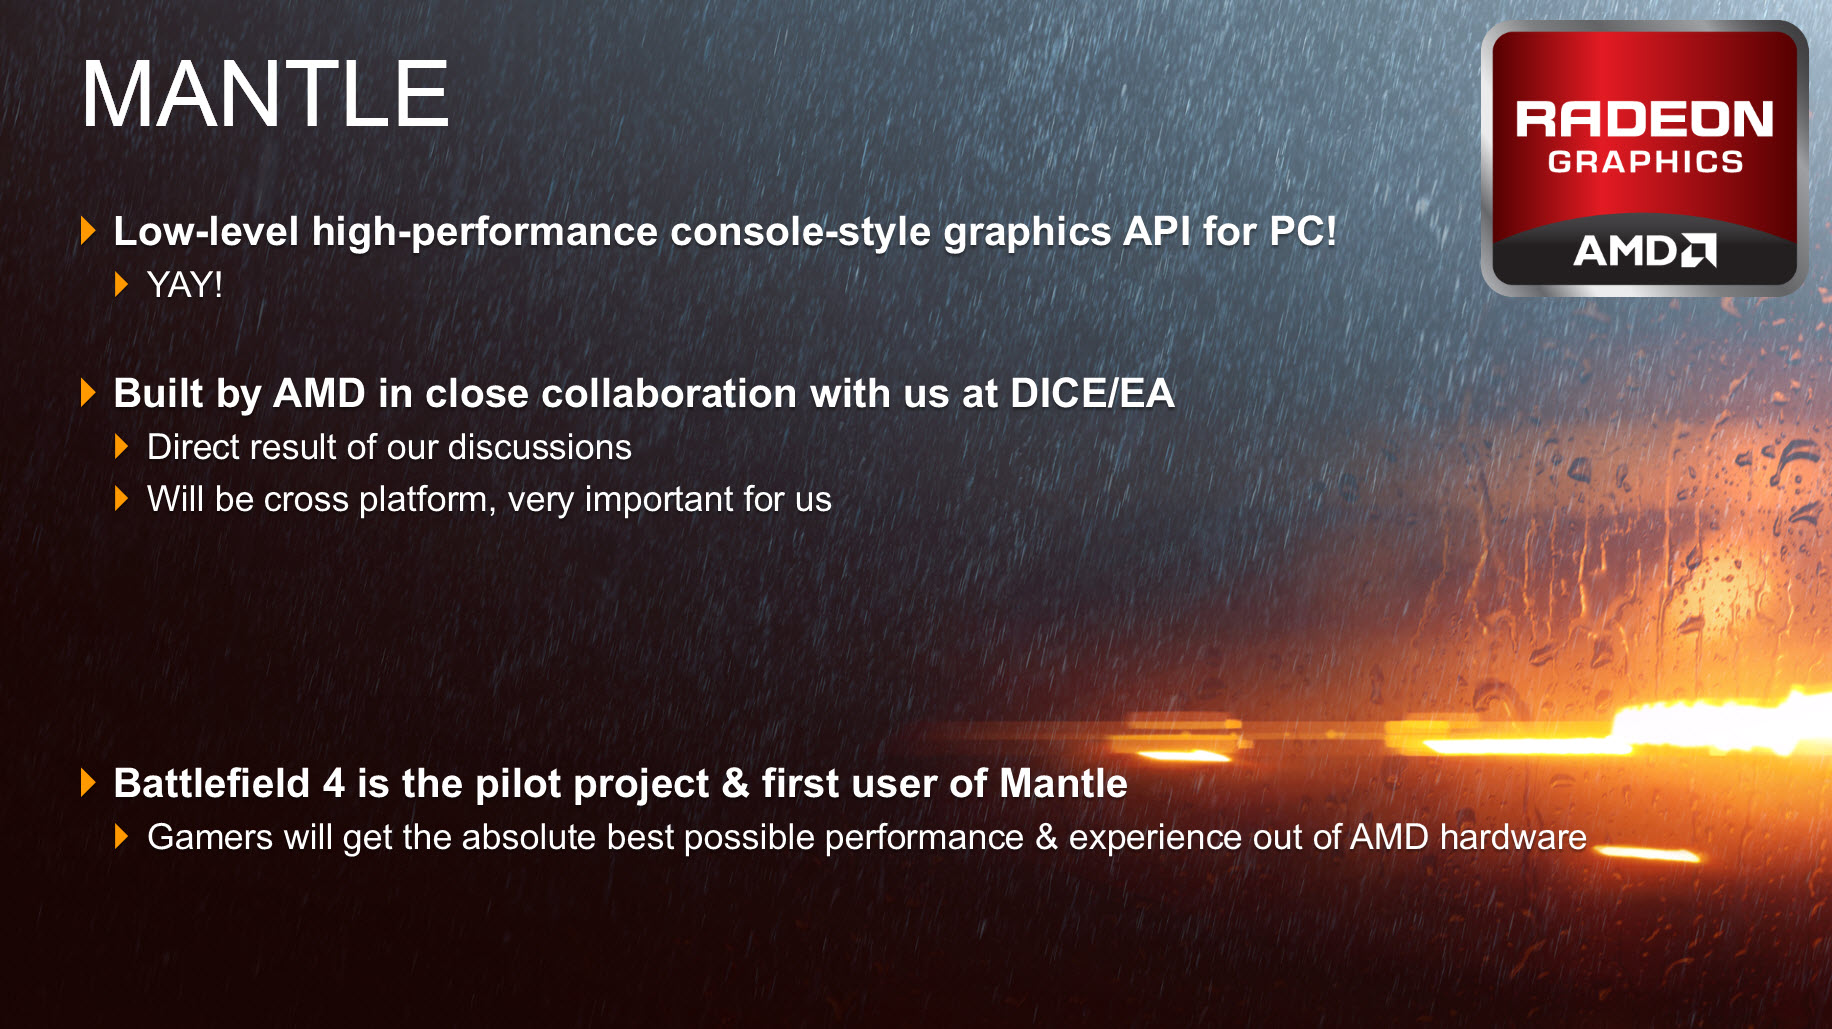 MANTLE
RADEON
GRAPHICS
AMD
Low-level high-performance console-style graphics API for PC!
YAY!
Built by AMD in close collaboration with us at DICE/EA
Direct result of our discussions
Will be cross platform, very important for us
Battlefield 4 is the pilot project & first user of Mantle
Gamers will get the absolute best possible performance & experience out of AMD hardware